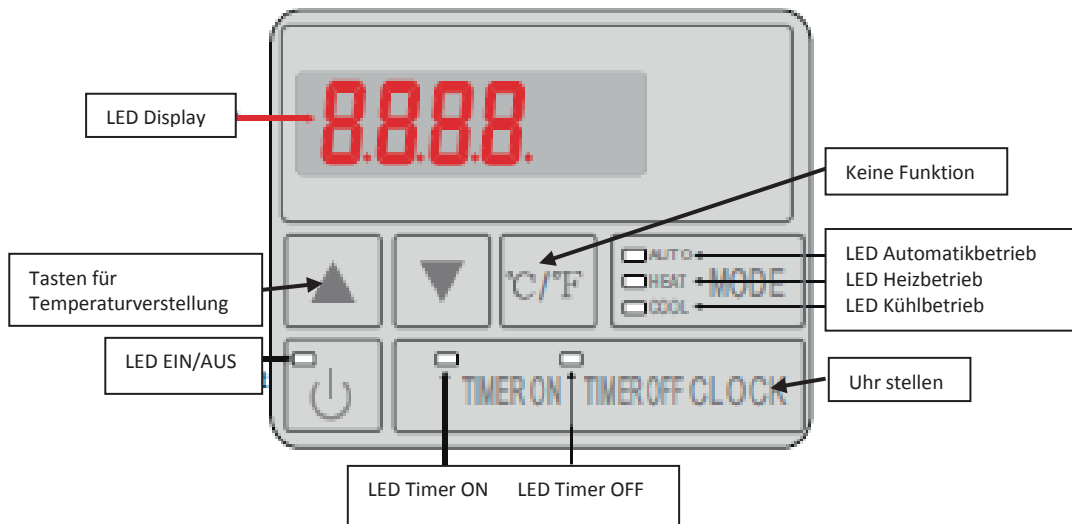 8.8.8.8.
LED Display
Keine Funktion
Tasten für
Temperaturverstellung
℃/℉
AUTO
HEAT
COOL
MODE
LED Automatikbetrieb
LED Heizbetrieb
LED Kühlbetrieb
LED EIN/AUS
TIMER ON TIMER OFF CLOCK
Uhr stellen
LED Timer ON LED Timer OFF